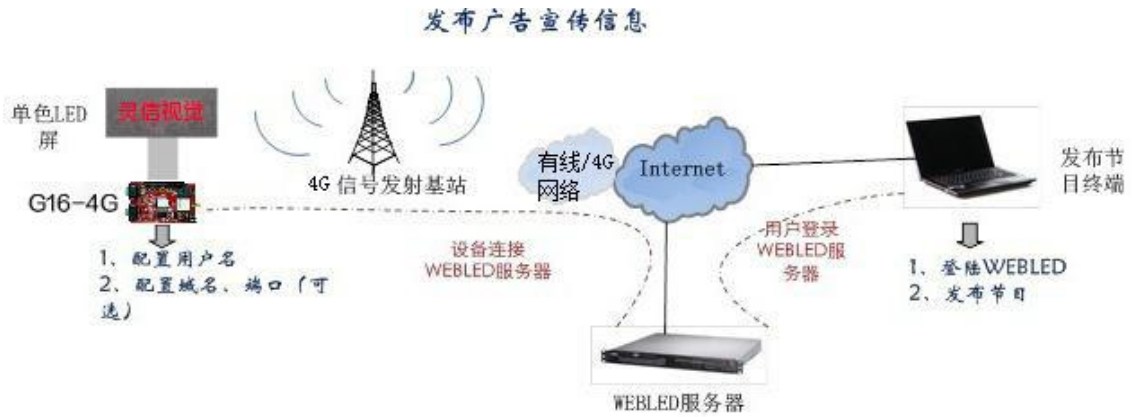 发布广告宣传信息
单色LED
屏
灵信视觉
G16-4G
1、配置用户名
2、配置域名、端口（可
选）
4G 信号发射基站
有线/4G
网络
Internet
设备连接
WEBLED服务器
用户登录
WEBLED服
务器
发布节
目终端
1、登陆WEBLED
2、发布节目
WEBLED服务器